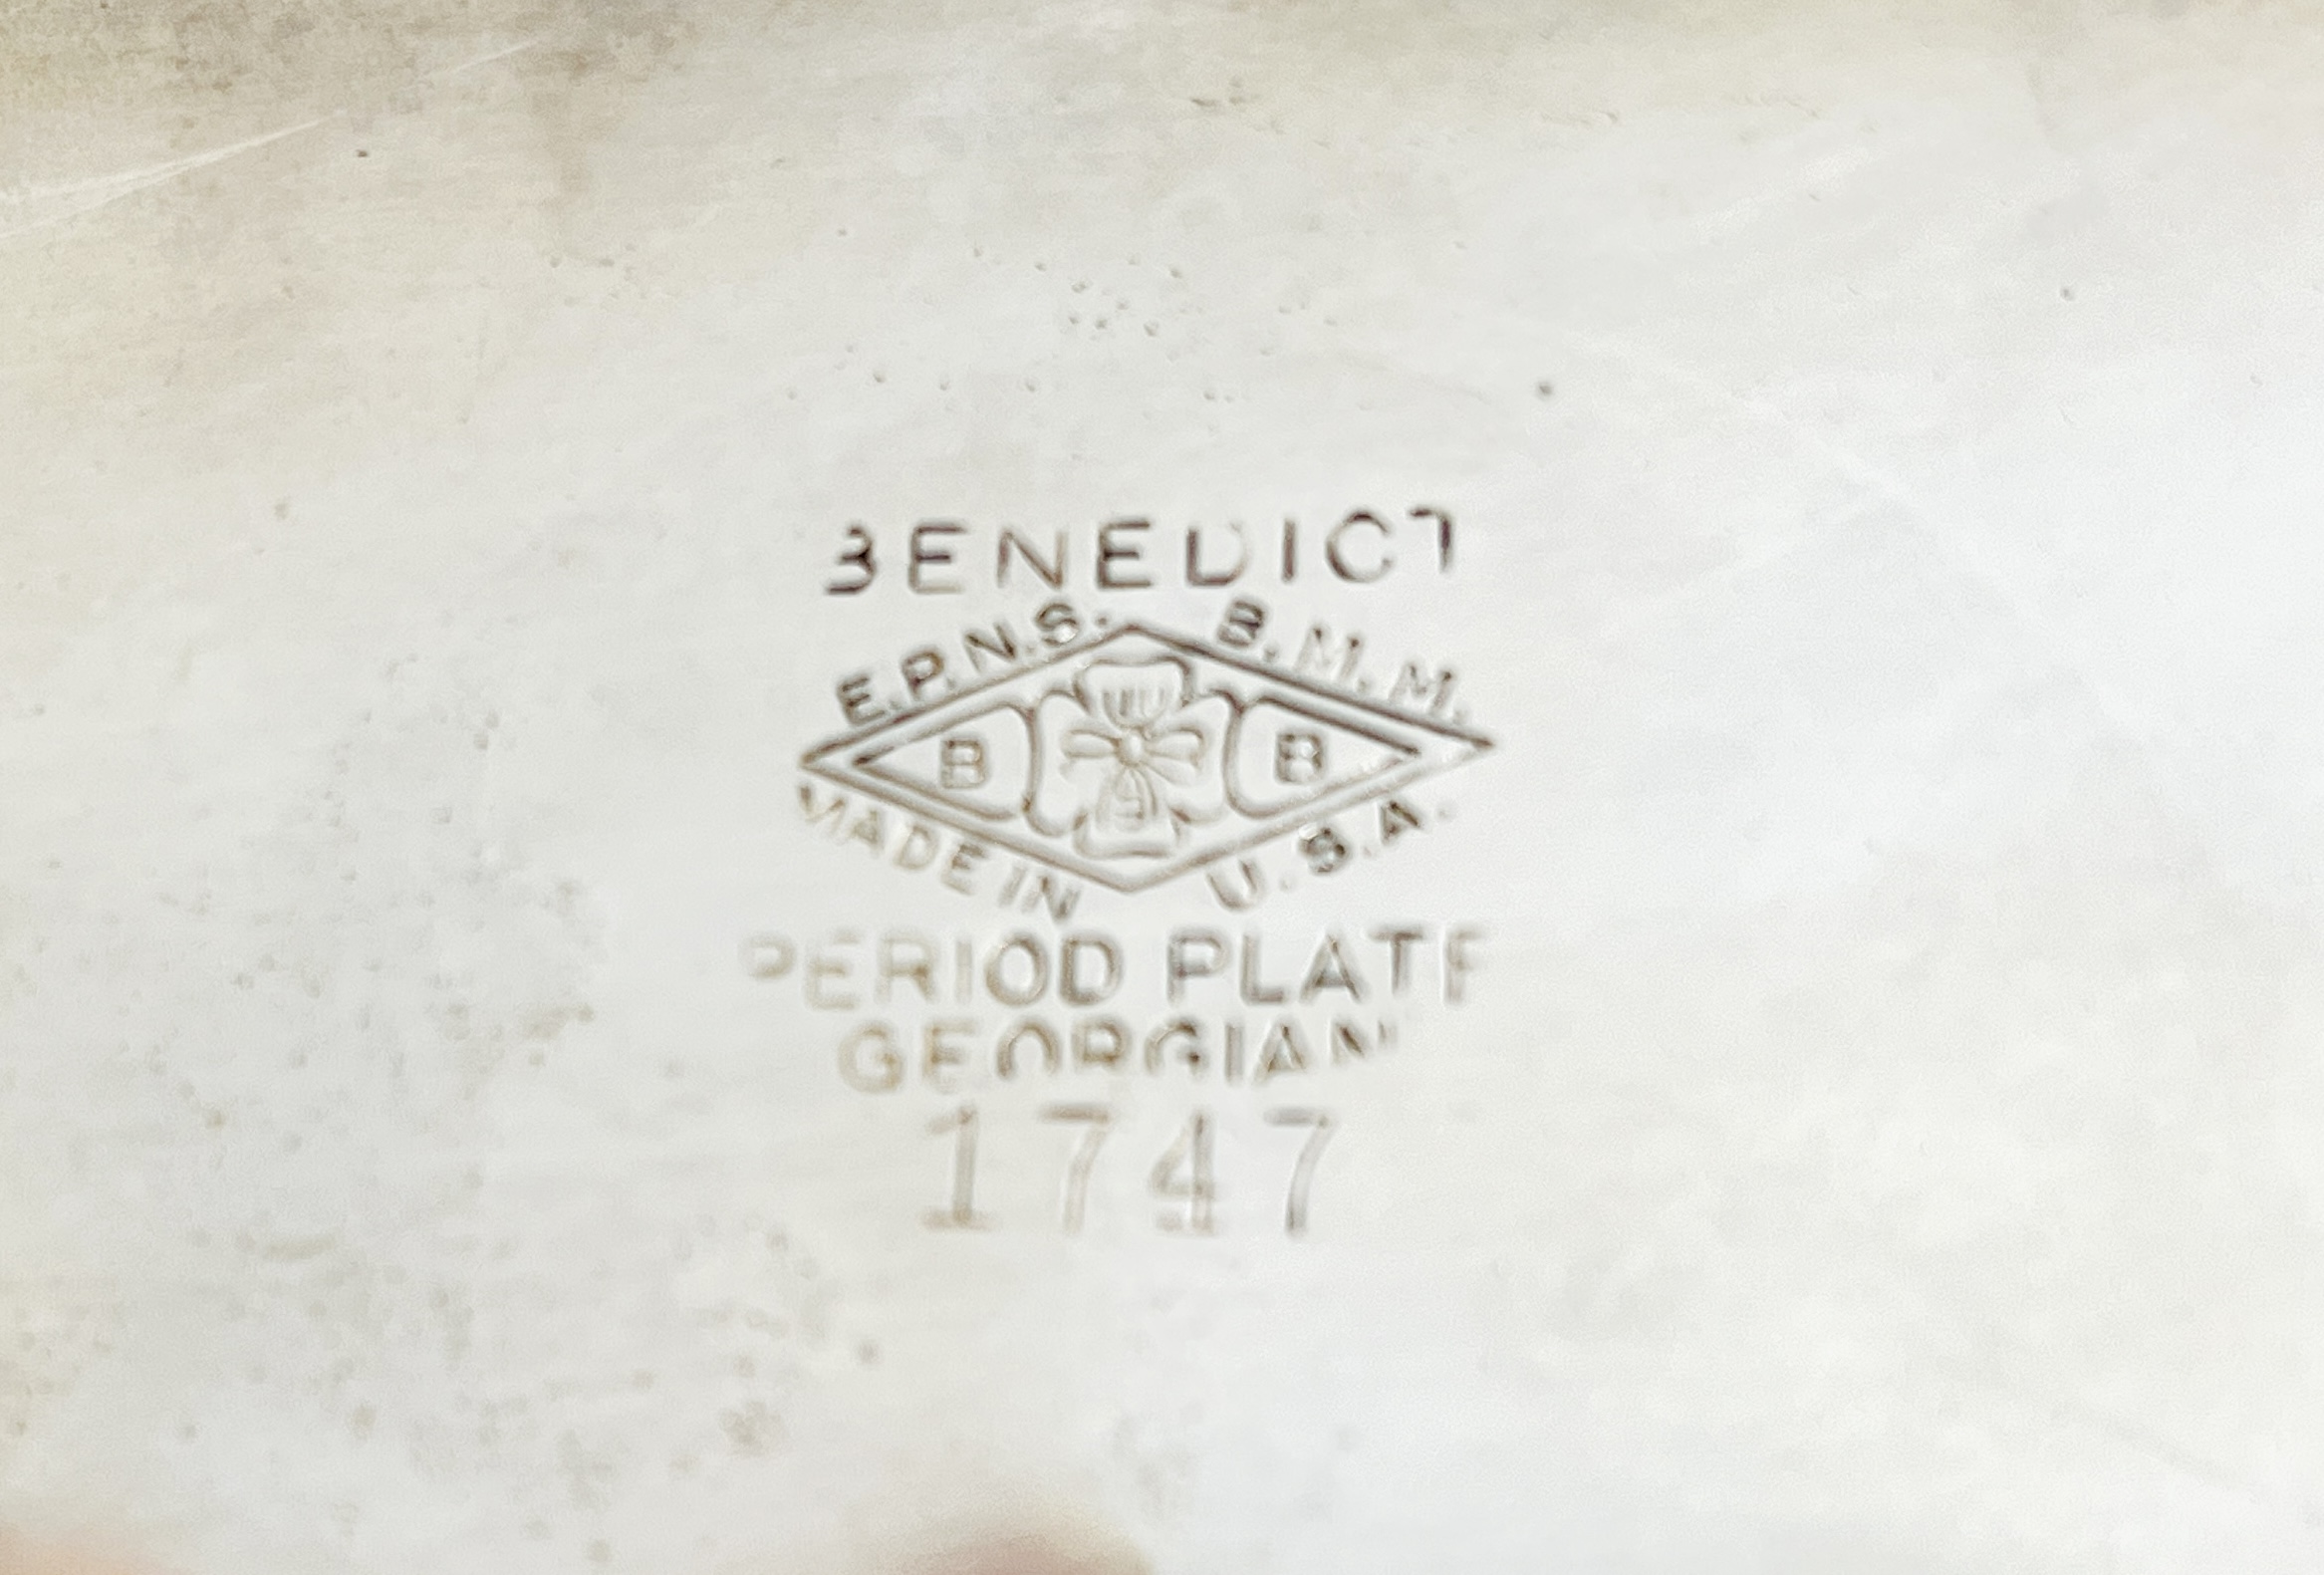 BENEDICT
E.P.N.S. B.M.M.
B B
MADE IN U.S.A.
PERIOD PLATE
GEORGIAN
1747